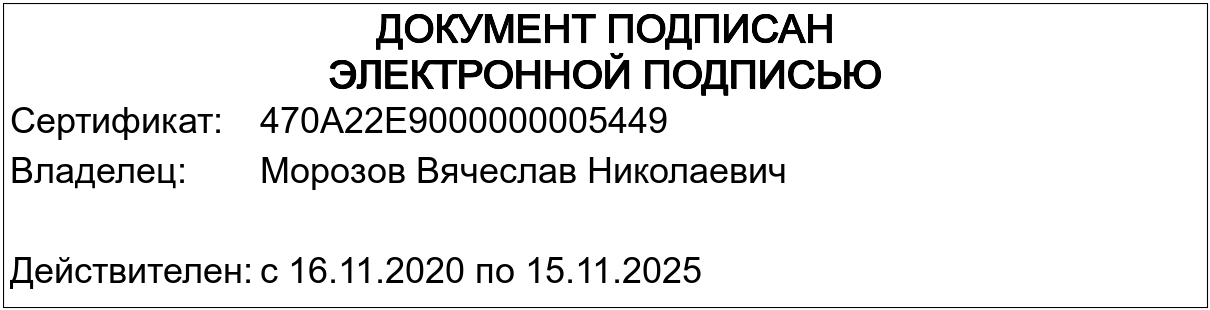 ДОКУМЕНТ ПОДПИСАН
ЭЛЕКТРОННОЙ ПОДПИСЬЮ
Сертификат: 470A22E9000000005449
Владелец: Морозов Вячеслав Николаевич
Действителен: с 16.11.2020 по 15.11.2025